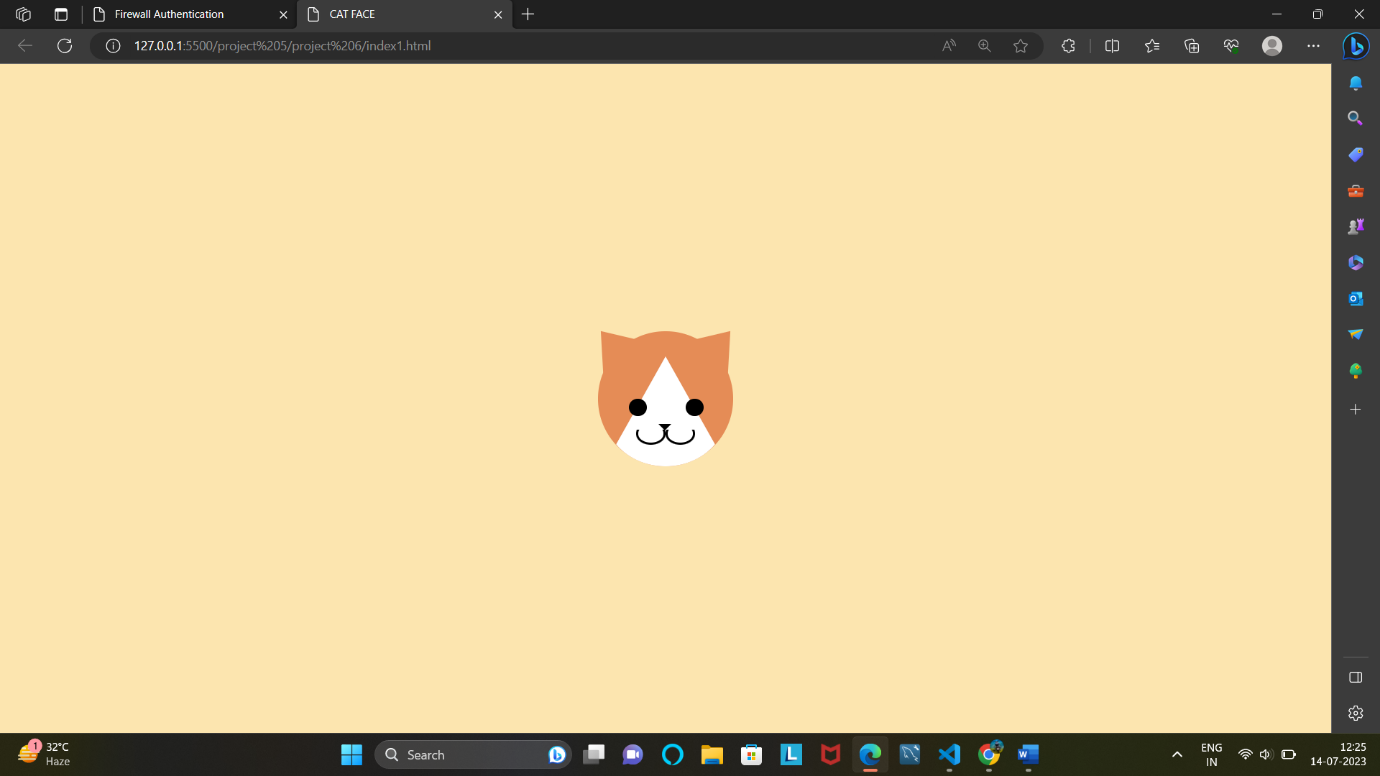 Firewall Authentication
CAT FACE
127.0.0.1:5500/project%205/project%206/index1.html
1
32°C
Haze
Search
L
W
ENG
IN
12:25
14-07-2023